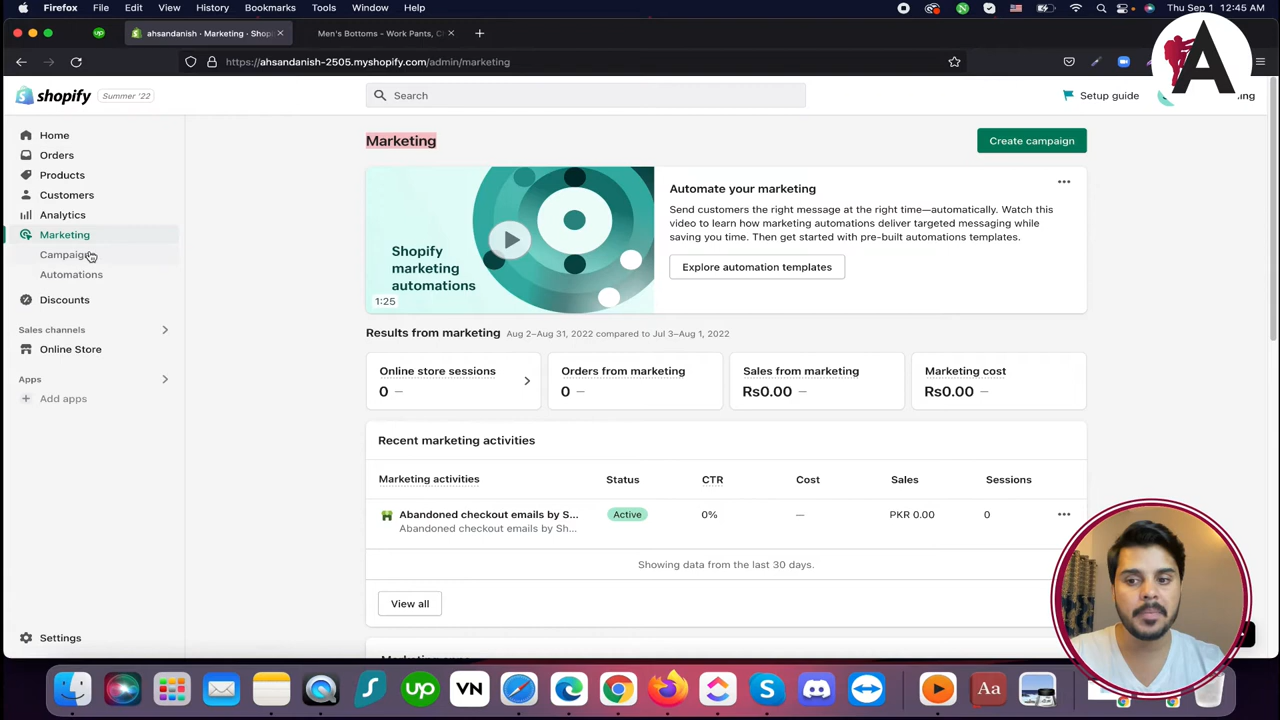 Firefox File Edit View History Bookmarks Tools Window Help
Thu Sep 1 12:45 AM
ahsandanish · Marketing · Shopi
Men's Bottoms - Work Pants, C
https://ahsandanish-2505.myshopify.com/admin/marketing
shopify
Summer '22
Search
Setup guide
Home
Orders
Products
Customers
Analytics
Marketing
Automations
Discounts
Sales channels
Online Store
Apps
Add apps
Settings
Marketing
Create campaign
Shopify
marketing
automations
1:25
Automate your marketing
Send customers the right message at the right time—automatically. Watch this
video to learn how marketing automations deliver targeted messaging while
saving you time. Then get started with pre-built automations templates.
Explore automation templates
Results from marketing Aug 2–Aug 31, 2022 compared to Jul 3–Aug 1, 2022
Online store sessions
0 —
Orders from marketing
0 —
Sales from marketing
Rs0.00 —
Marketing cost
Rs0.00 —
Recent marketing activities
Marketing activities Status CTR Cost Sales Sessions
Abandoned checkout emails by S... Active 0% — PKR 0.00 0
Abandoned checkout emails by Sh...
Showing data from the last 30 days.
View all
up
VN
Aa
A